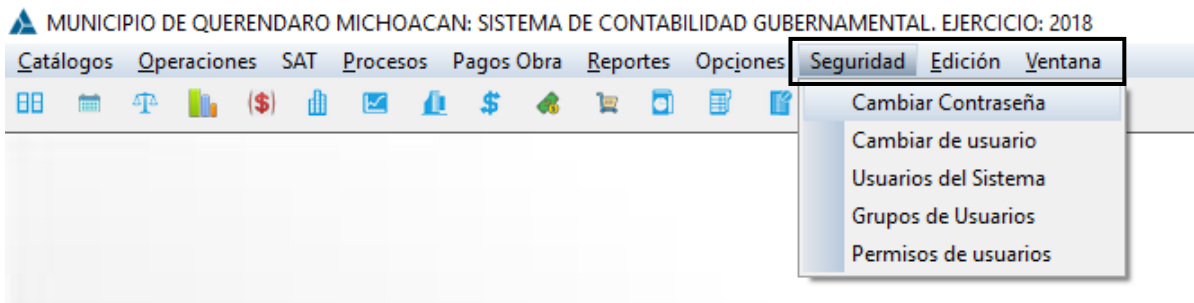 MUNICIPIO DE QUERENDARO MICHOACAN: SISTEMA DE CONTABILIDAD GUBERNAMENTAL. EJERCICIO: 2018
Catálogos Operaciones SAT Procesos Pagos Obra Reportes Opciones Seguridad Edición Ventana
Cambiar Contraseña
Cambiar de usuario
Usuarios del Sistema
Grupos de Usuarios
Permisos de usuarios